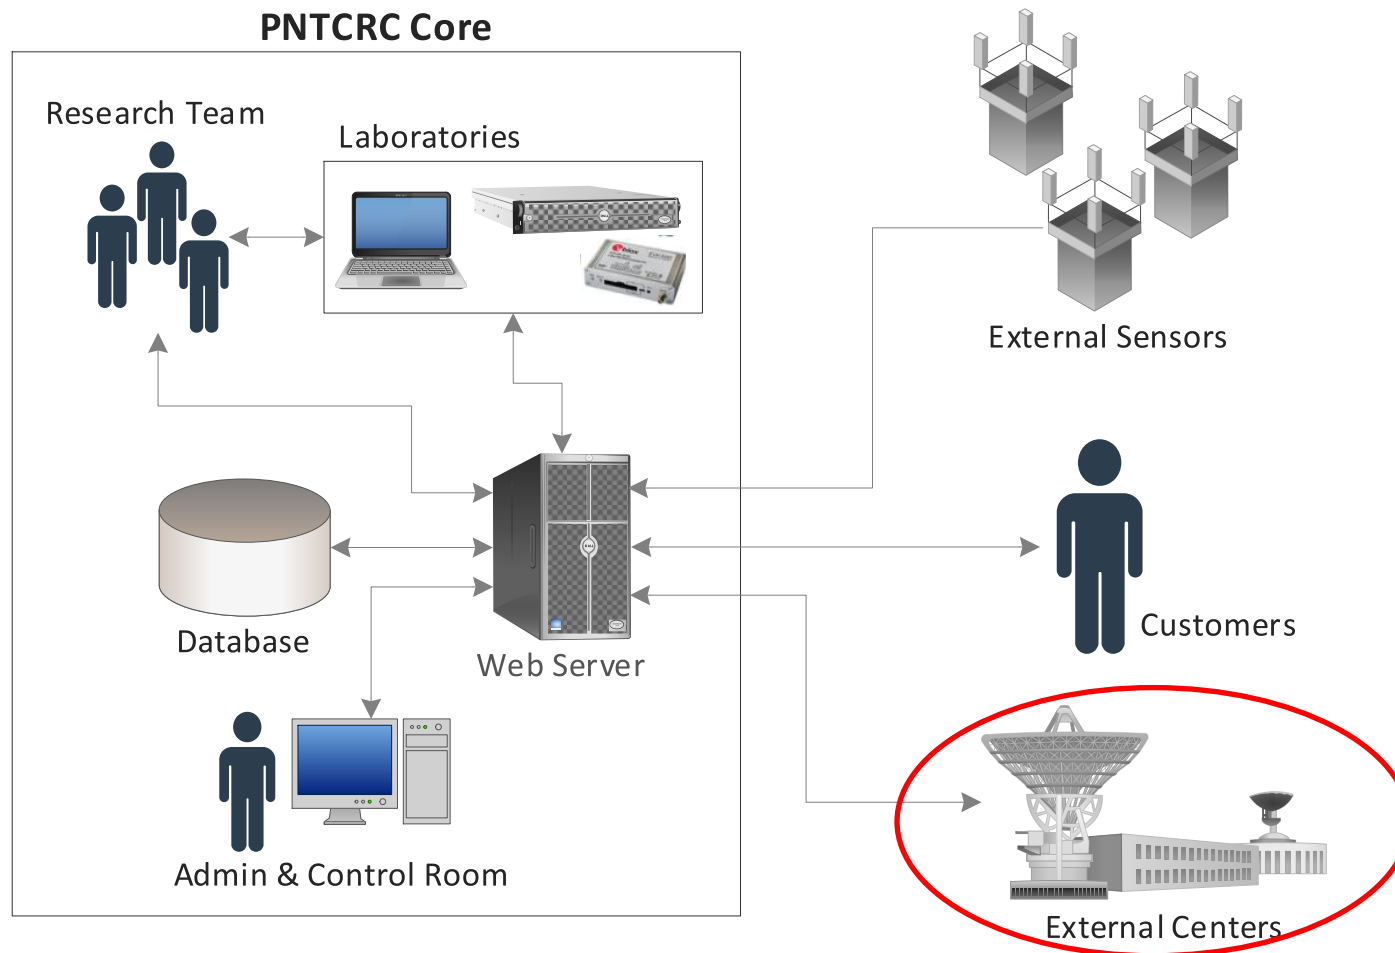 PNTCRC Core
Research Team
Laboratories
External Sensors
Customers
Database
Web Server
Admin & Control Room
External Centers